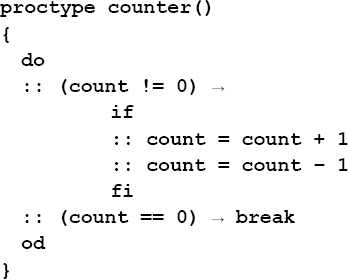 proctype counter()
{
do
:: (count != 0) →
if
:: count = count + 1
:: count = count − 1
fi
:: (count == 0) → break
od
}